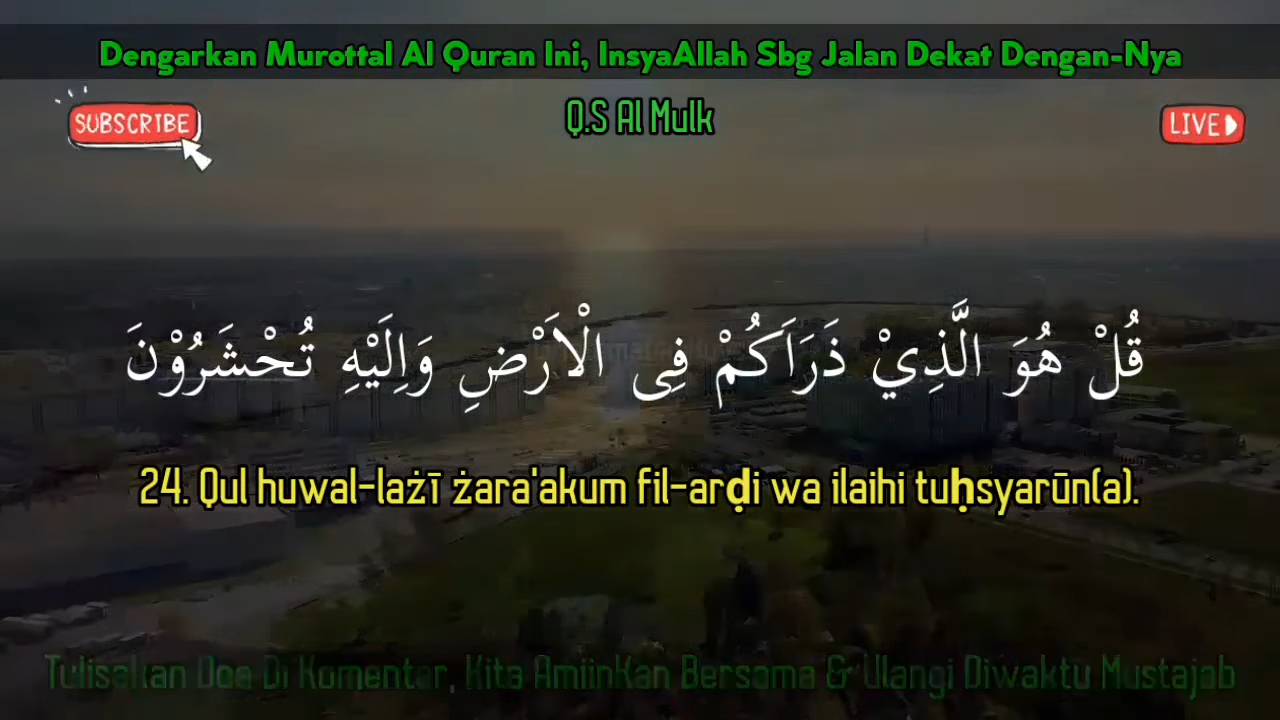 Dengarkan Murottal Al Quran Ini, InsyaAllah Sbg Jalan Dekat Dengan-Nya
Q.S Al Mulk
SUBSCRIBE
LIVE
قُلْ هُوَ الَّذِيْ ذَرَاَكُمْ فِى الْاَرْضِ وَاِلَيْهِ تُحْشَرُوْنَ
24. Qul huwal-lażī żara'akum fil-arḍi wa ilaihi tuḥsyarūn(a).
Tulisakan Doa Di Komentar, Kita AmiinKan Bersama & Ulangi Diwaktu Mustajab